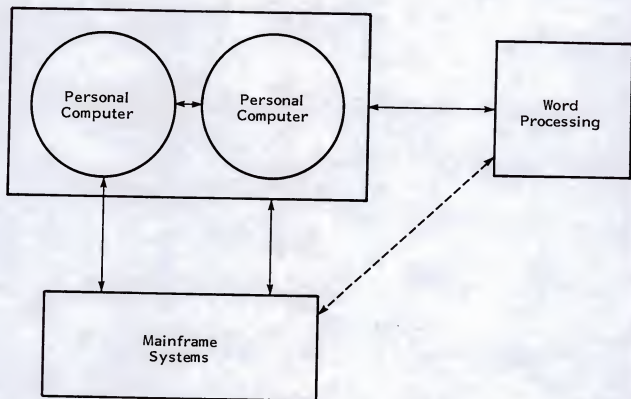 Personal
Computer
Personal
Computer
Word
Processing
Mainframe
Systems